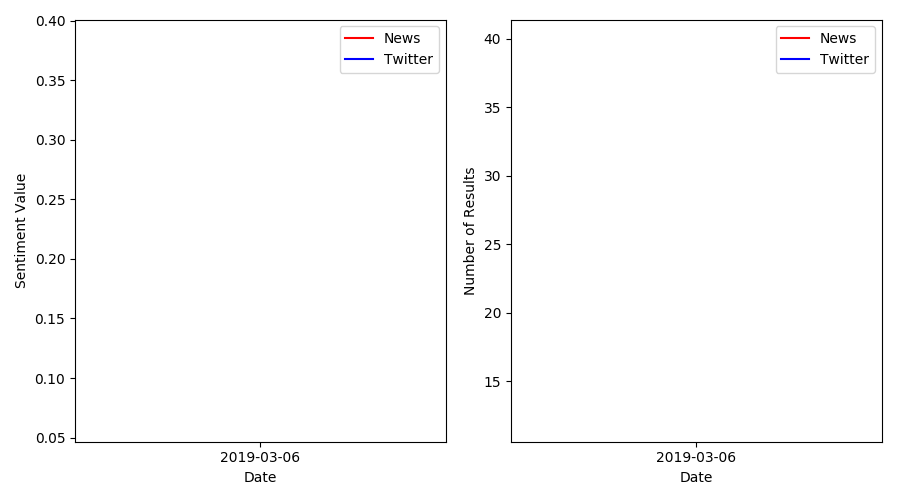 0.40
0.35
0.30
0.25
0.20
0.15
0.10
0.05
Sentiment Value
News
Twitter
2019-03-06
Date
40
35
30
25
20
15
Number of Results
News
Twitter
2019-03-06
Date